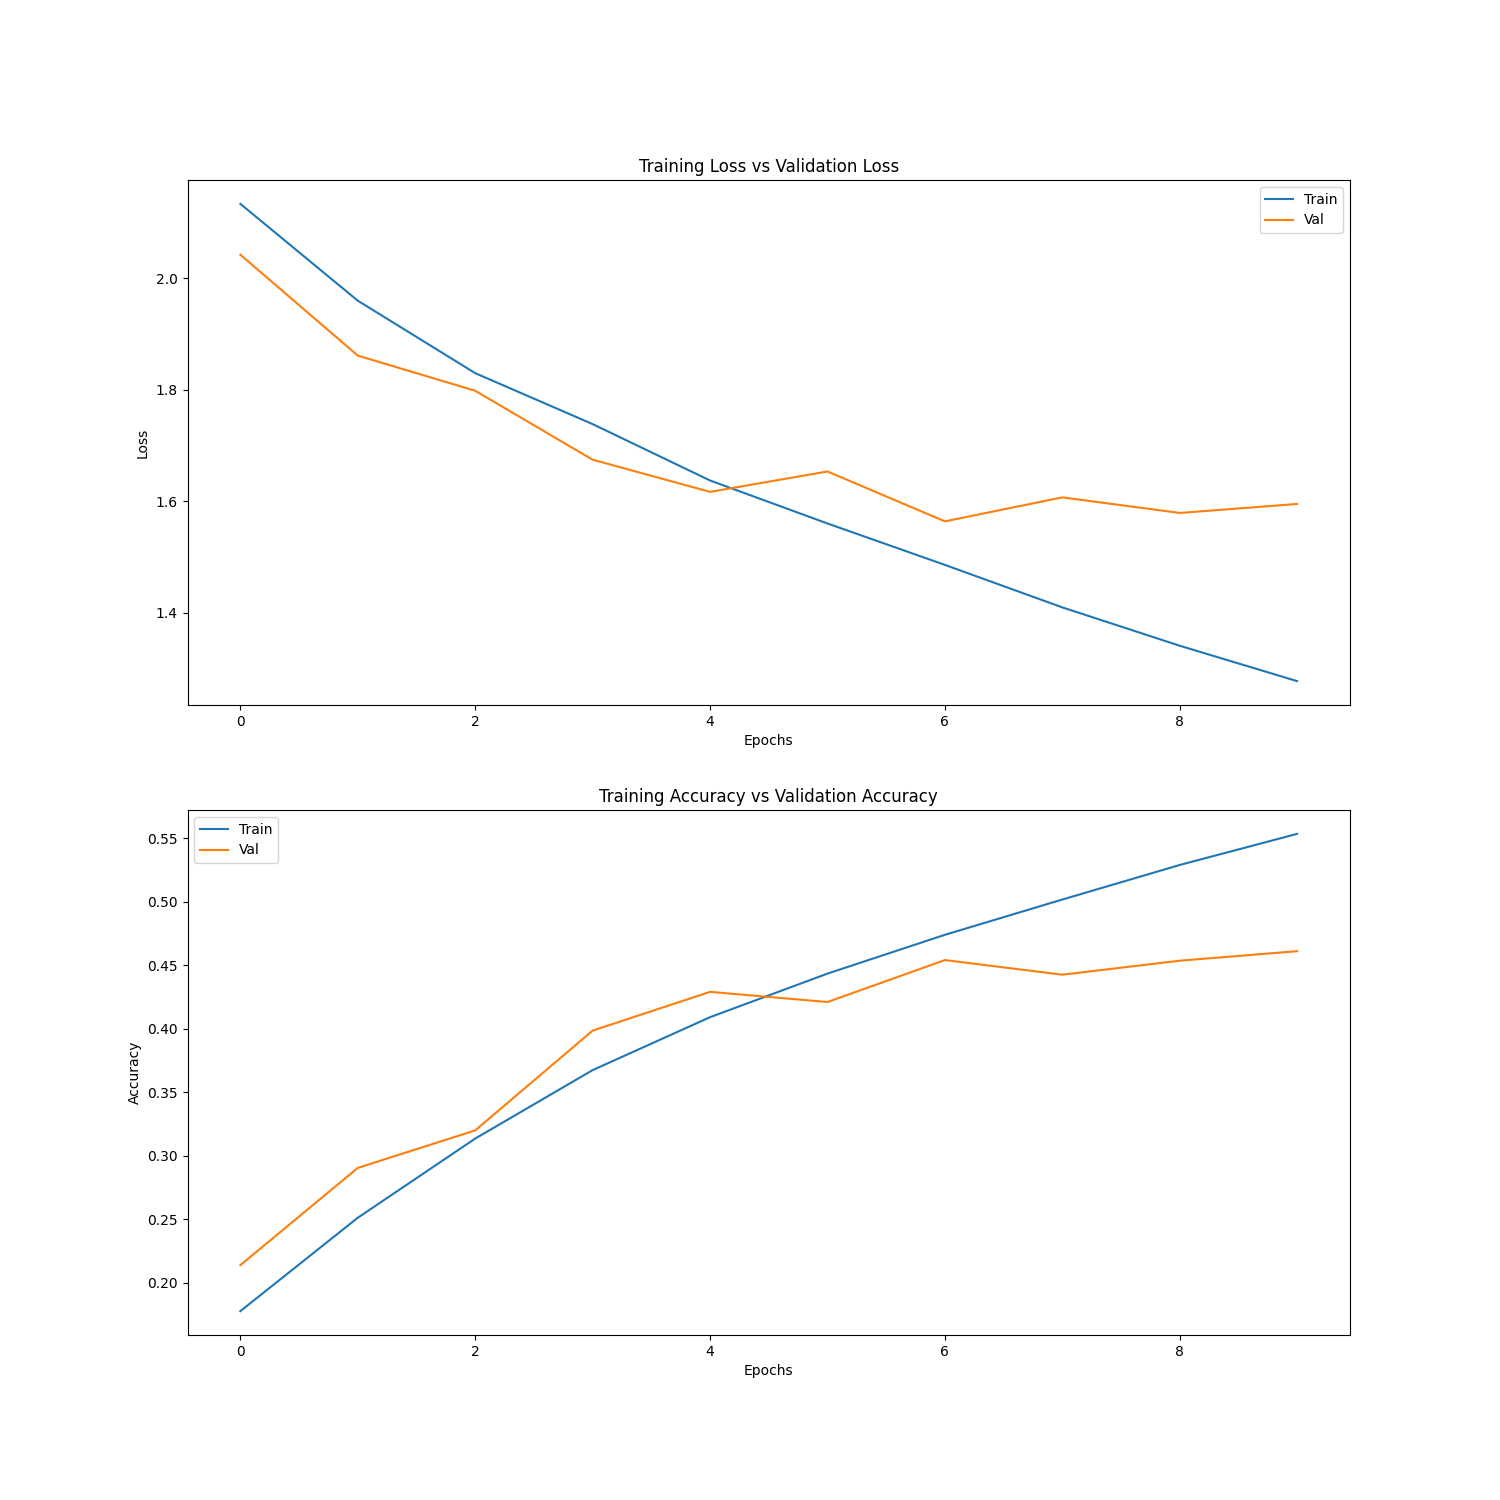 Training Loss vs Validation Loss
Train
Val
2.0
1.8
1.6
1.4
Loss
0 2 4 6 8
Epochs
Training Accuracy vs Validation Accuracy
Train
Val
0.55
0.50
0.45
0.40
0.35
0.30
0.25
0.20
Accuracy
0 2 4 6 8
Epochs